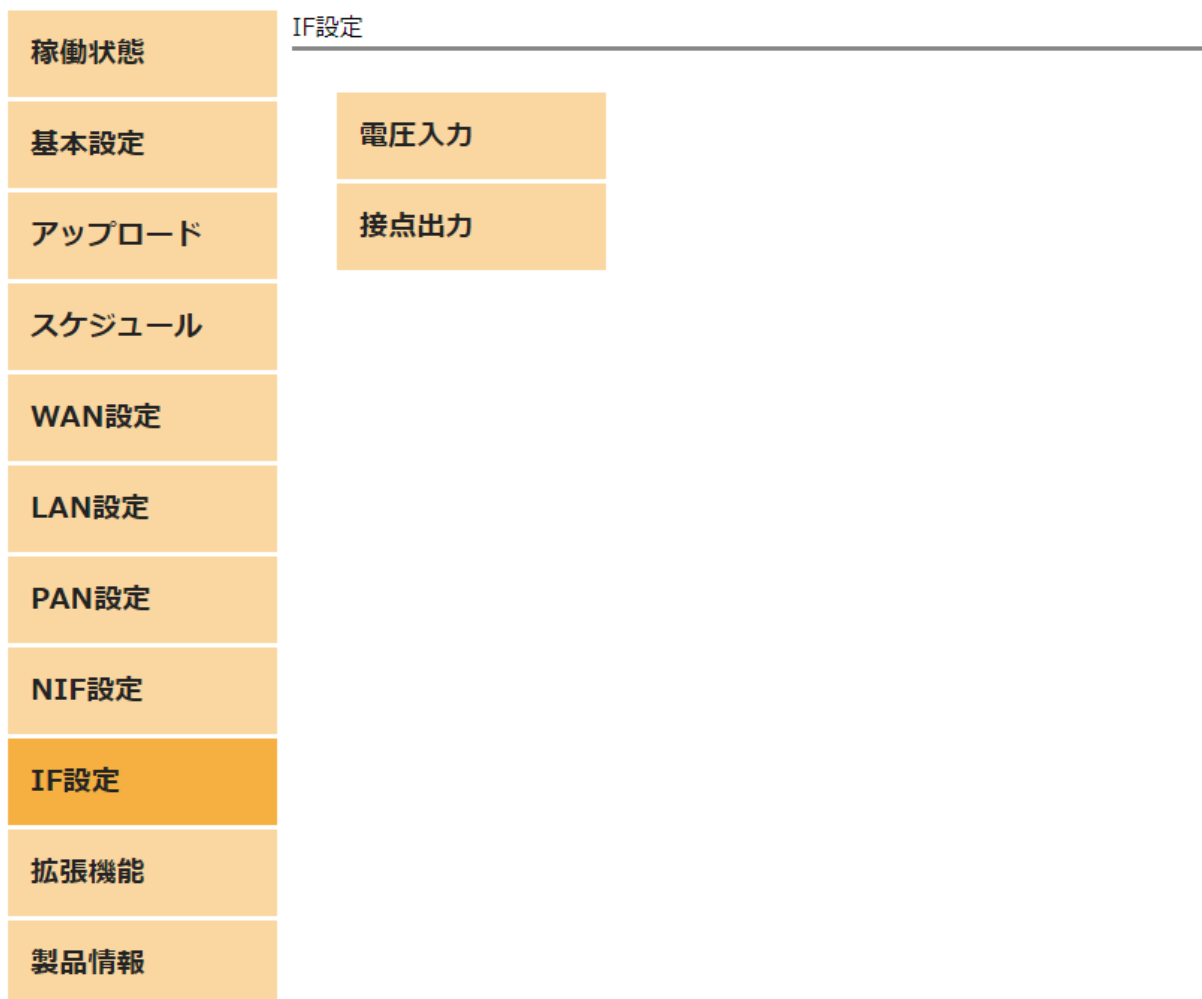 稼働状態
基本設定
アップロード
スケジュール
WAN設定
LAN設定
PAN設定
NIF設定
IF設定
拡張機能
製品情報
IF設定
電圧入力
接点出力